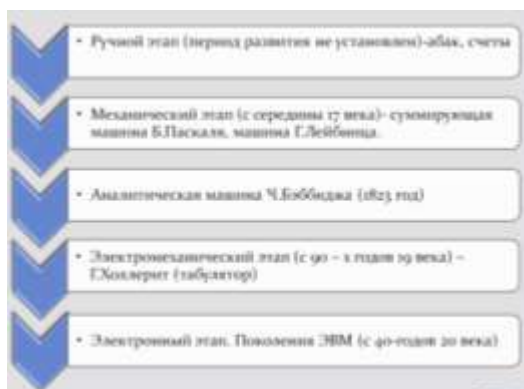 • Ручной этап (период развития не установлен)-абак, счеты
• Механический этап (с середины 17 века)- суммирующая
машина Б.Паскаля, машина Г.Лейбница.
• Аналитическая машина Ч.Бэббиджа (1823 год)
• Электромеханический этап (с 90 – х годов 19 века) –
Г.Холлерит (табулятор)
• Электронный этап. Поколения ЭВМ (с 40-годов 20 века)